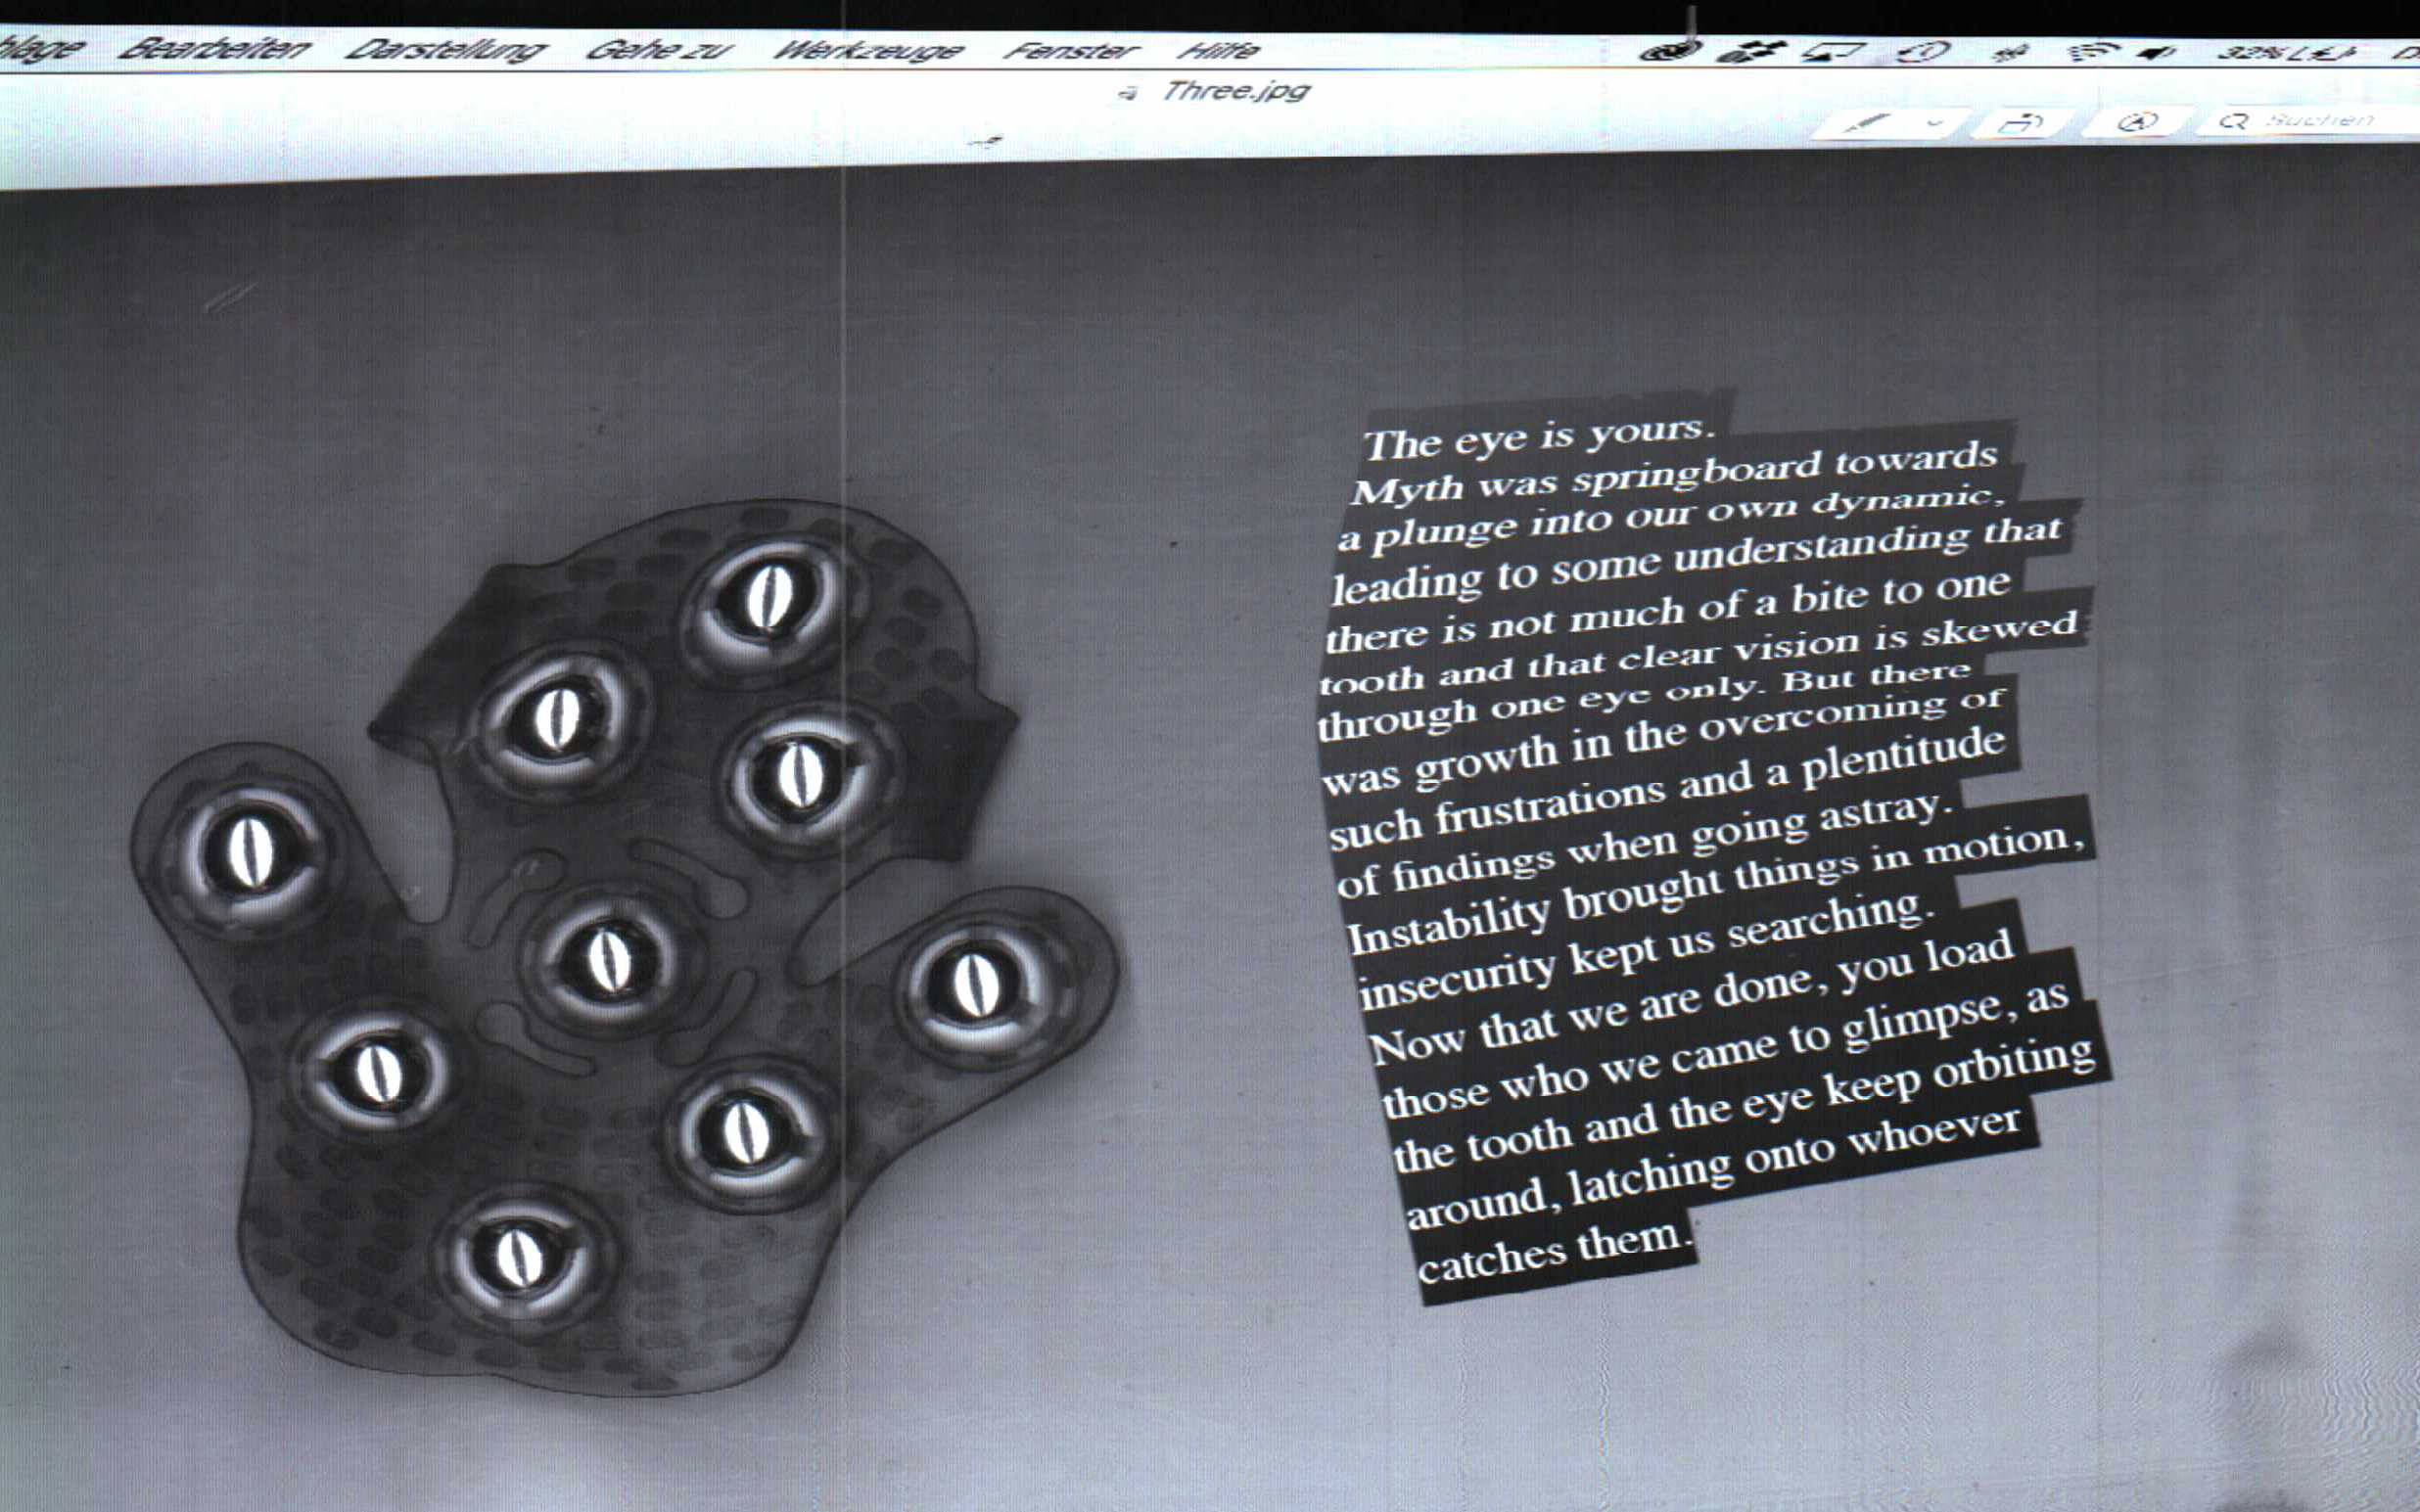 hlage Bearbeiten Darstellung Gehe zu Werkzeuge Fenster Hilfe 32%
Three.jpg
Suchen
The eye is yours.
Myth was springboard towards
a plunge into our own dynamic,
leading to some understanding that
there is not much of a bite to one
tooth and that clear vision is skewed
through one eye only. But there
was growth in the overcoming of
such frustrations and a plentitude
of findings when going astray.
Instability brought things in motion,
insecurity kept us searching.
Now that we are done, you load
those who we came to glimpse, as
the tooth and the eye keep orbiting
around, latching onto whoever
catches them.